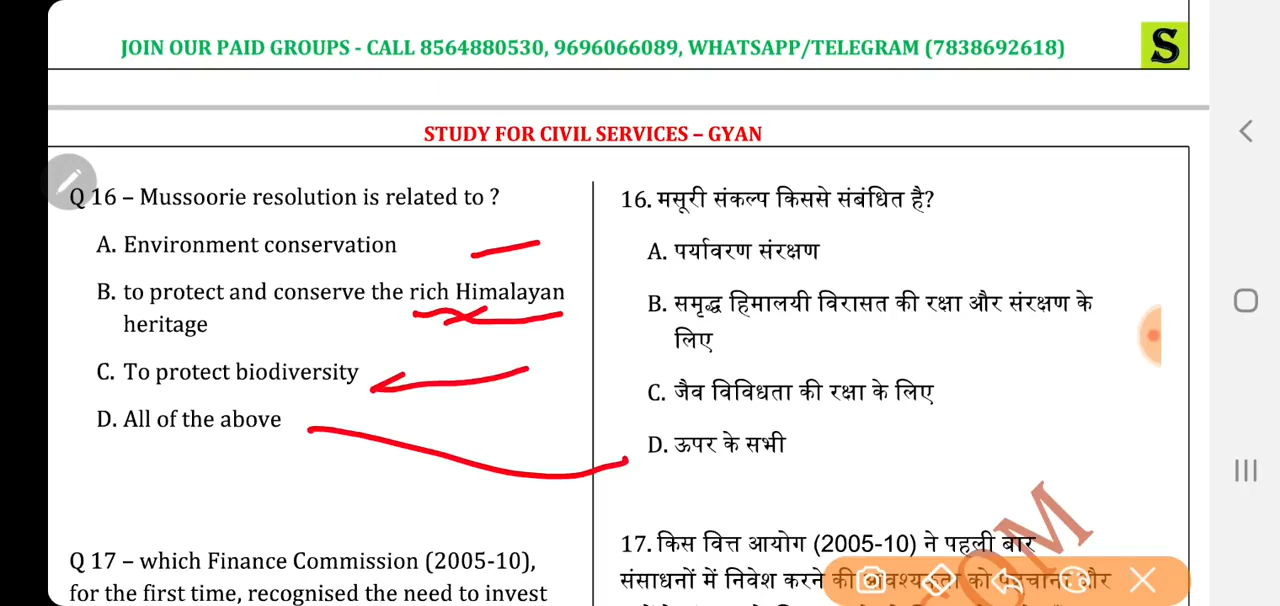 JOIN OUR PAID GROUPS - CALL 8564880530, 9696066089, WHATSAPP/TELEGRAM (7838692618)
S
STUDY FOR CIVIL SERVICES – GYAN
Q 16 – Mussoorie resolution is related to ?
A. Environment conservation
B. to protect and conserve the rich Himalayan
heritage
C. To protect biodiversity
D. All of the above
Q 17 – which Finance Commission (2005-10),
for the first time, recognised the need to invest
16. मसूरी संकल्प किससे संबंधित है?
A. पर्यावरण संरक्षण
B. समृद्ध हिमालयी विरासत की रक्षा और संरक्षण के
लिए
C. जैव विविधता की रक्षा के लिए
D. ऊपर के सभी
17. किस वित्त आयोग (2005-10) ने पहली बार
संसाधनों में निवेश करने की और
OM